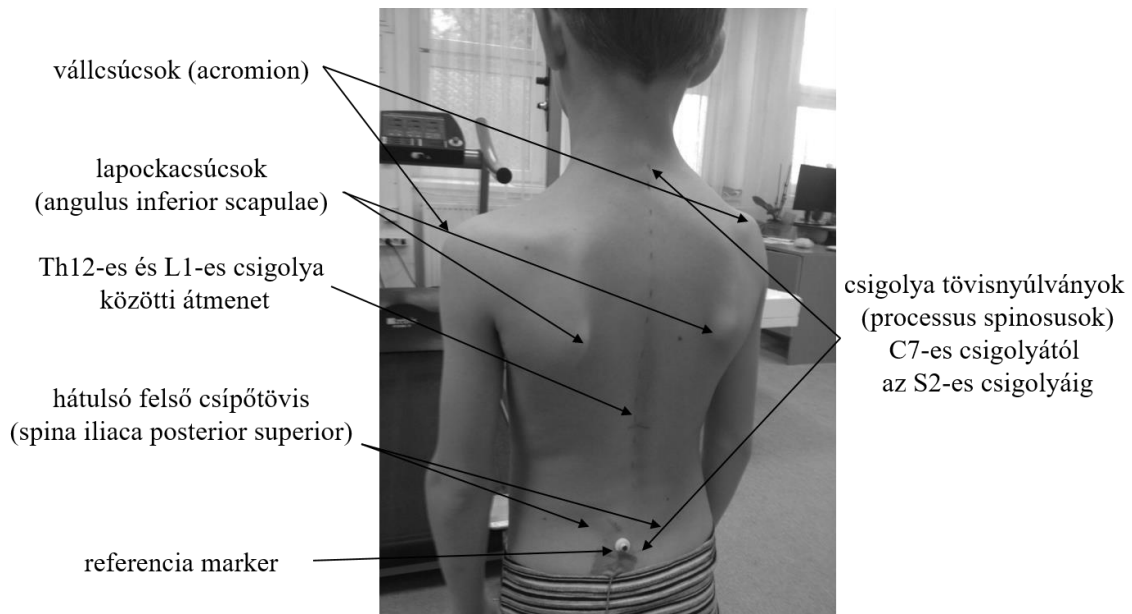 vállcsúcsok (acromion)
lapockacsúcsok
(angulus inferior scapulae)
Th12-es és L1-es csigolya
közötti átmenet
hátulsó felső csípőtövis
(spina iliaca posterior superior)
referencia marker
csigolya tövisnyúlványok
(processus spinosusok)
C7-es csigolyától
az S2-es csigolyáig